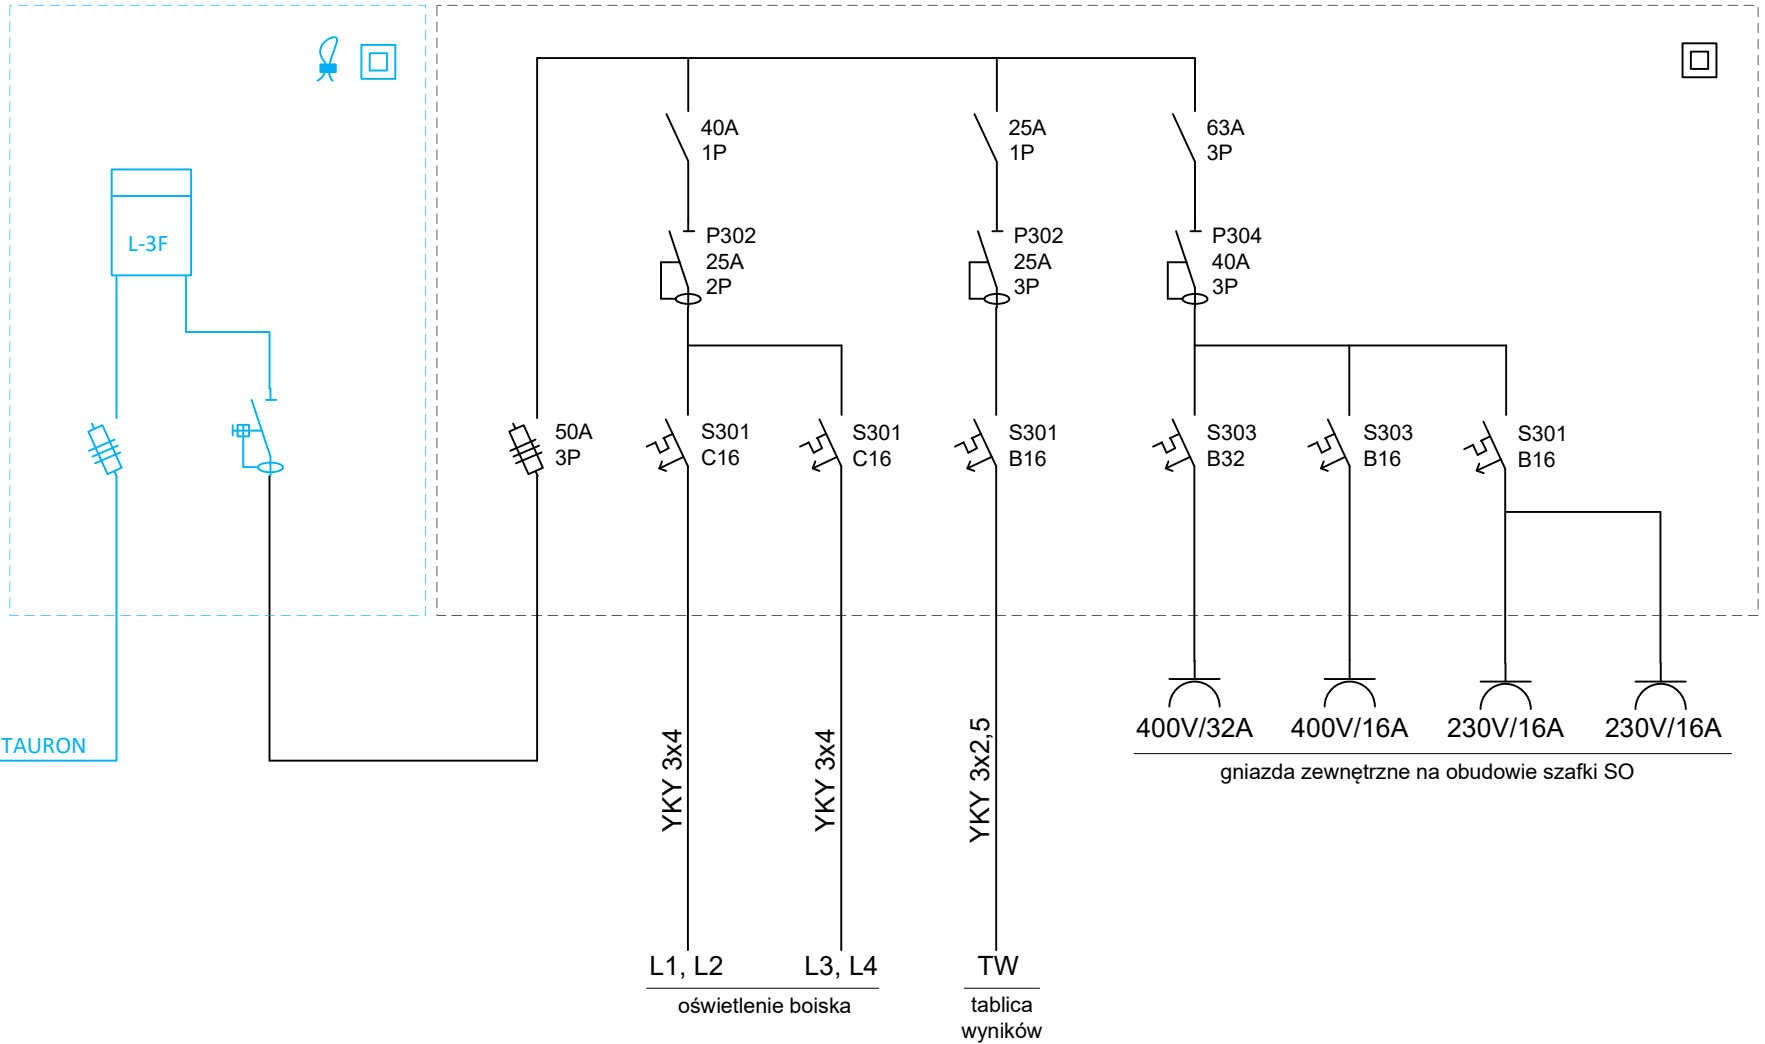 40A
1P
25A
1P
63A
3P
L-3F
P302
25A
2P
P302
25A
3P
P304
40A
3P
50A
3P
S301
C16
S301
C16
S301
B16
S303
B32
S303
B16
S301
B16
TAURON
YKY 3x4
YKY 3x4
YKY 3x2,5
400V/32A
400V/16A
230V/16A
230V/16A
gniazda zewnętrzne na obudowie szafki SO
L1, L2
L3, L4
oświetlenie boiska
TW
tablica
wyników